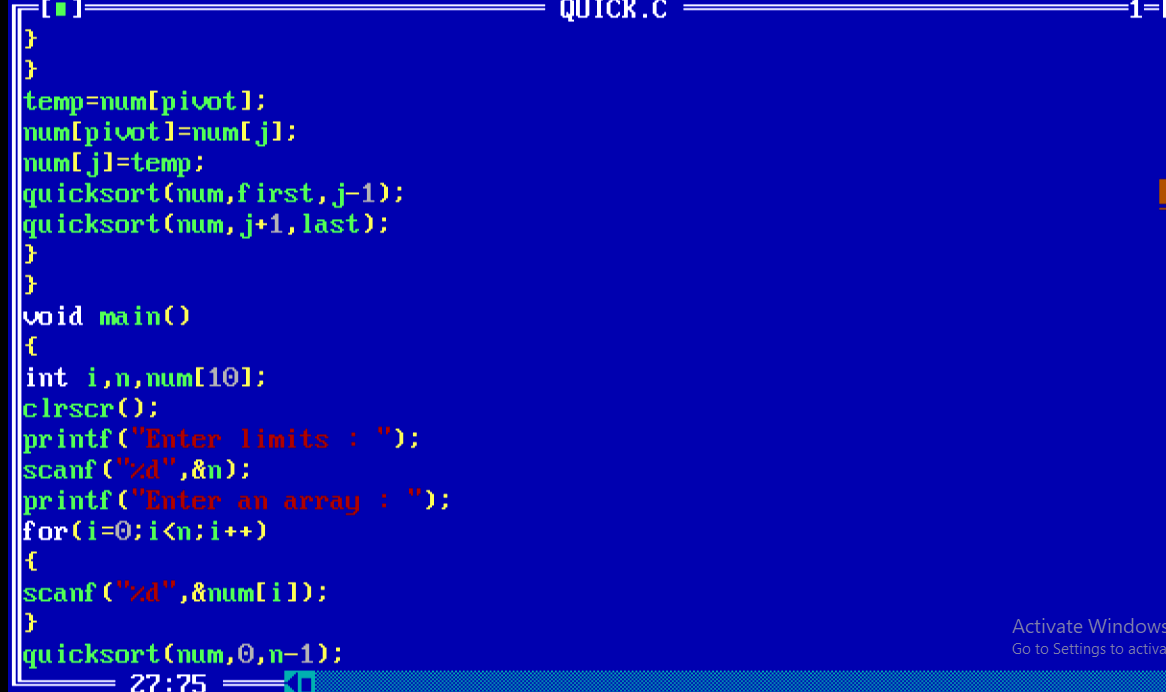 [■] QUICK.C 1
}
}
temp=num[pivot];
num[pivot]=num[j];
num[j]=temp;
quicksort(num,first,j-1);
quicksort(num,j+1,last);
}
}
void main()
{
int i,n,num[10];
clrscr();
printf("Enter limits : ");
scanf("%d",&n);
printf("Enter an array : ");
for(i=0;i<n;i++)
{
scanf("%d",&num[i]);
}
quicksort(num,0,n-1);
27:75
Activate Windows
Go to Settings to activa